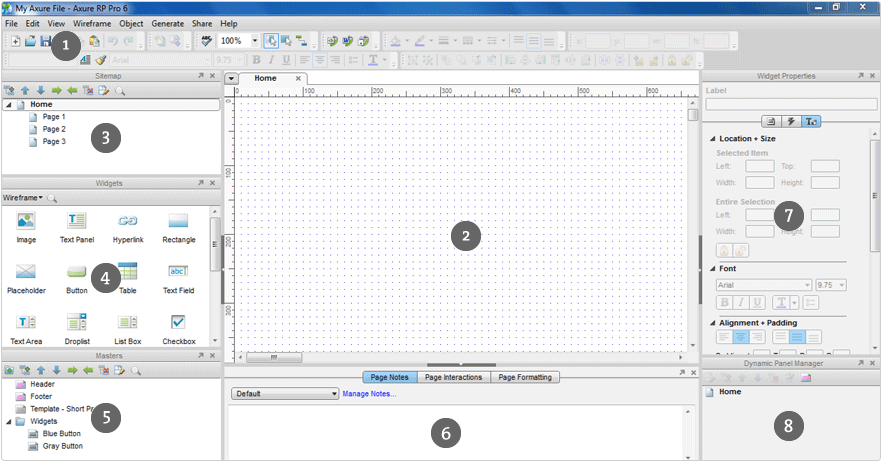 My Axure File - Axure RP Pro 6
File Edit View Wireframe Object Generate Share Help
1
100%
x: y: w: h:
Arial 9.75 B I U
Sitemap
Home
Page 1
Page 2
Page 3
3
Widgets
Wireframe
Image Text Panel Hyperlink Rectangle
Placeholder Button Table Text Field
4
Text Area Droplist List Box Checkbox
Masters
Header
Footer
Template - Short
Widgets
Blue Button
Gray Button
5
Home
0 100 200 300 400 500 600
0
100
200
300
2
Page Notes Page Interactions Page Formatting
Default Manage Notes...
6
Widget Properties
Label
Location + Size
Selected Item
Left: Top:
Width: Height:
Entire Selection
Left:
Width: Height:
7
Font
Arial 9.75
B I U T
Alignment + Padding
Dynamic Panel Manager
Home
8